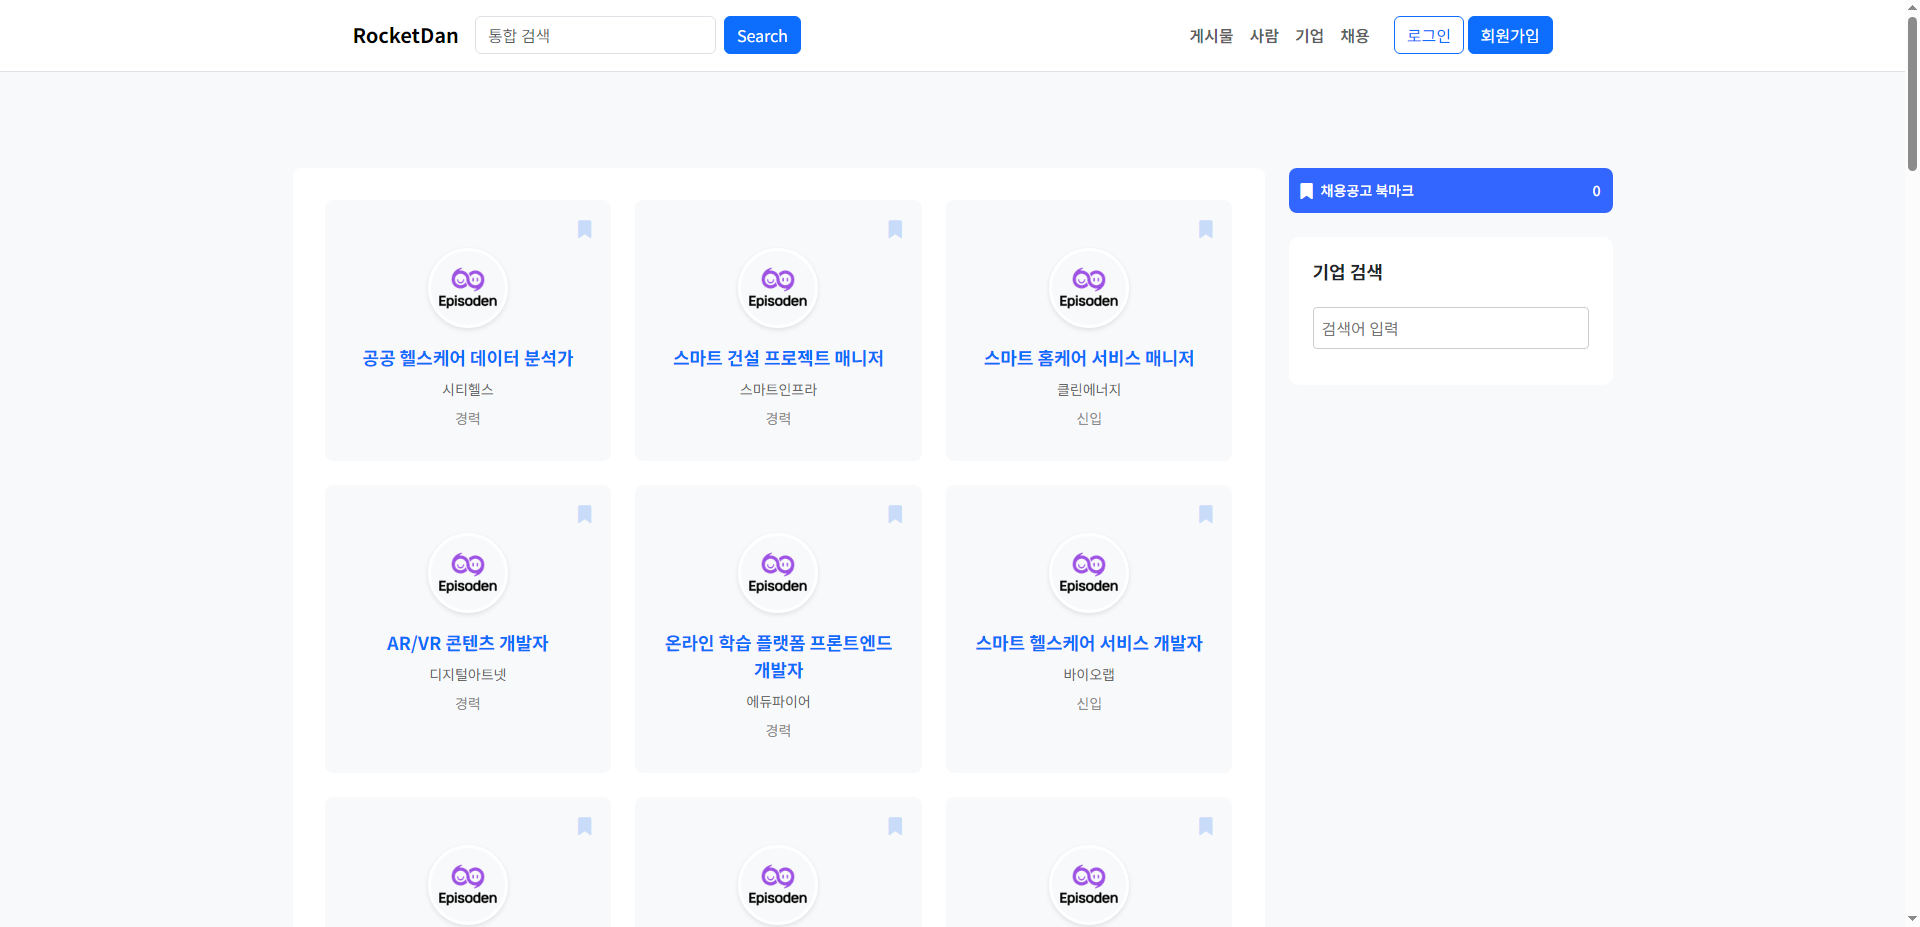 RocketDan 통합 검색 Search 게시물 사람 기업 채용 로그인 회원가입
채용공고 북마크 0
기업 검색
검색어 입력
Episoden
공공 헬스케어 데이터 분석가
시티헬스
경력
Episoden
스마트 건설 프로젝트 매니저
스마트인프라
경력
Episoden
스마트 홈케어 서비스 매니저
클린에너지
신입
Episoden
AR/VR 콘텐츠 개발자
디지털아트넷
경력
Episoden
온라인 학습 플랫폼 프론트엔드
개발자
에듀파이어
경력
Episoden
스마트 헬스케어 서비스 개발자
바이오랩
신입
Episoden
Episoden
Episoden